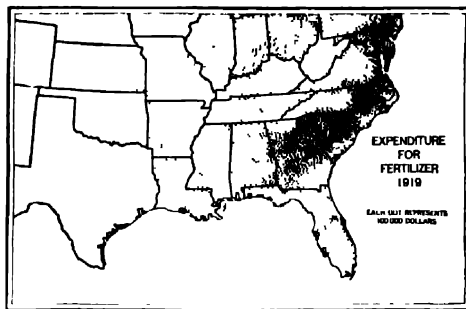 EXPENDITURE
FOR
FERTILIZER
1919
EACH DOT REPRESENTS
100 000 DOLLARS